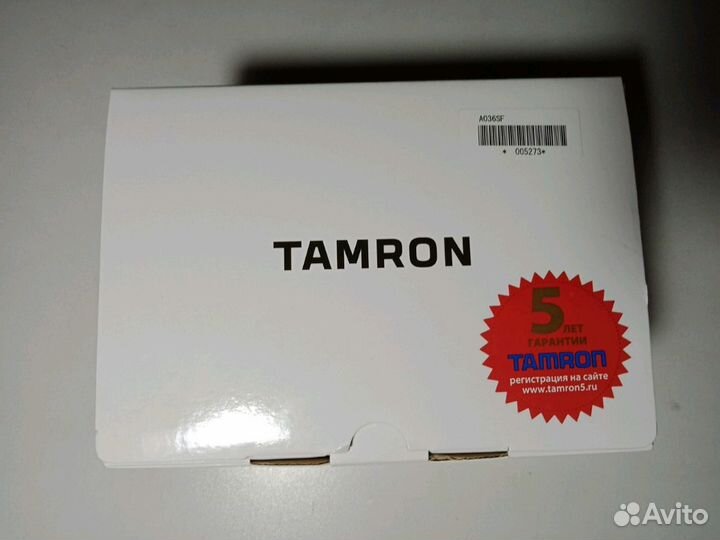 A036SF
* 005273*
TAMRON
5
ЛЕТ
ГАРАНТИИ
TAMRON
регистрация на сайте
www.tamron5.ru
Avito